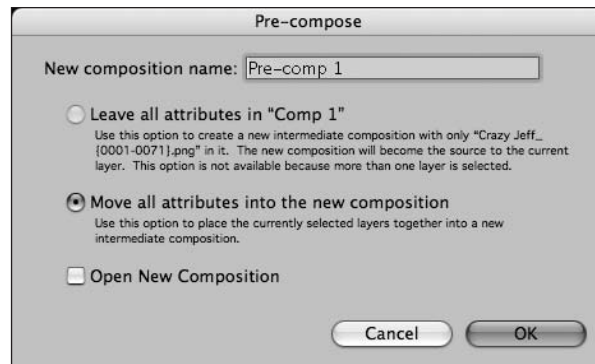 Pre-compose
New composition name: Pre-comp 1
Leave all attributes in “Comp 1”
Use this option to create a new intermediate composition with only “Crazy Jeff_
{0001-0071}.png” in it. The new composition will become the source to the current
layer. This option is not available because more than one layer is selected.
Move all attributes into the new composition
Use this option to place the currently selected layers together into a new
intermediate composition.
Open New Composition
Cancel OK